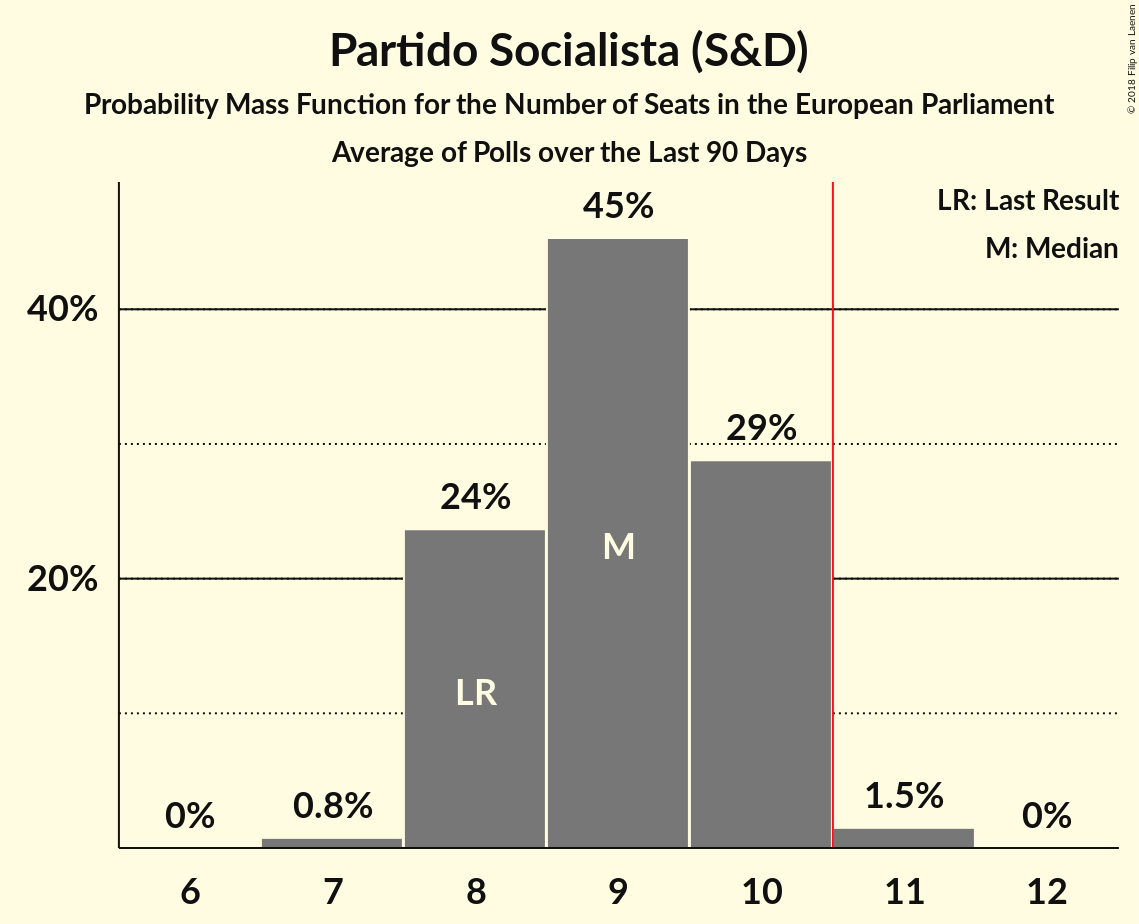 Partido Socialista (S&D)
Probability Mass Function for the Number of Seats in the European Parliament
Average of Polls over the Last 90 Days
© 2018 Filip van Laenen
LR: Last Result
M: Median
45%
40%
29%
24%
M
20%
LR
1.5%
0.8%
0%
0%
6 7 8 9 10 11 12